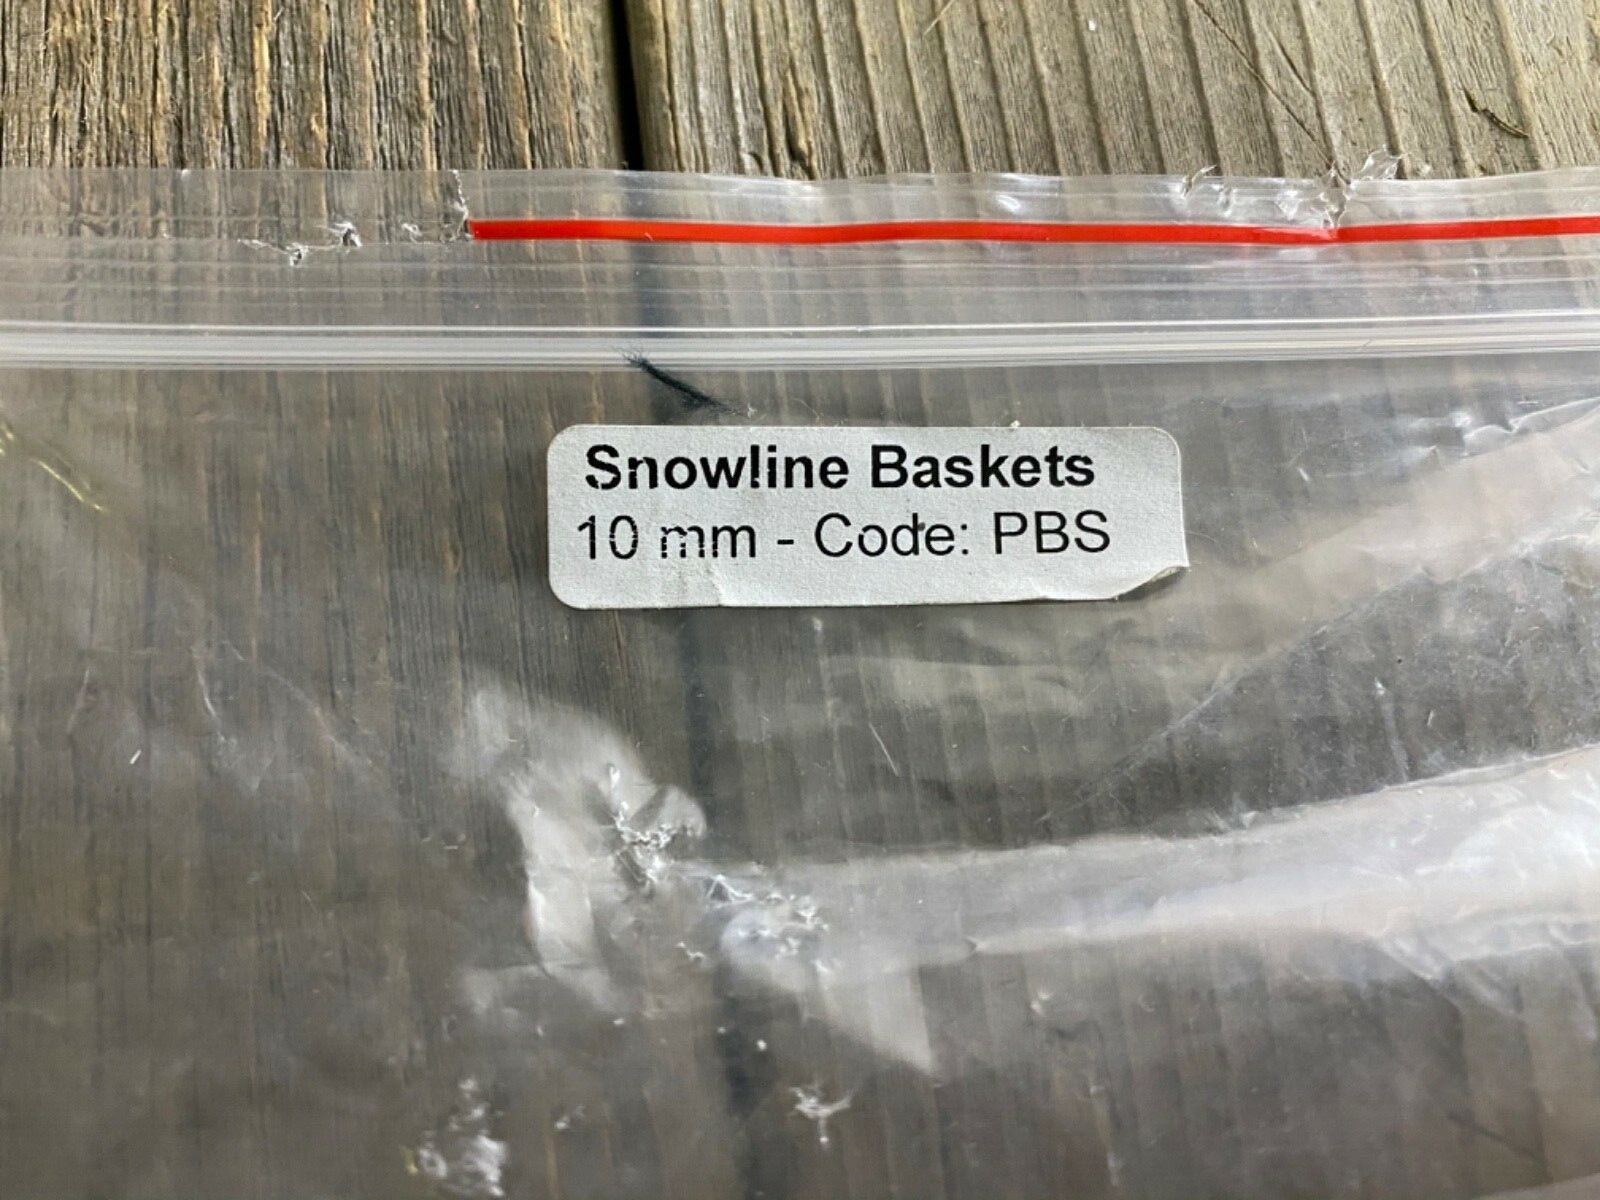 Snowline Baskets
10 mm - Code: PBS